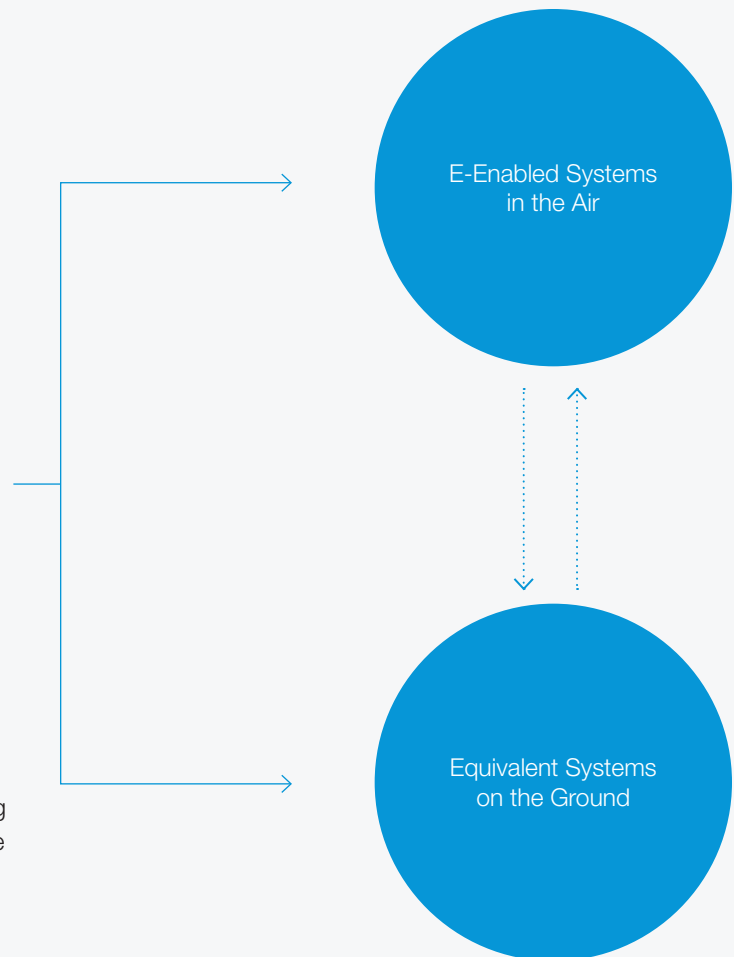 E-Enabled Systems
in the Air
Equivalent Systems
on the Ground
g
e